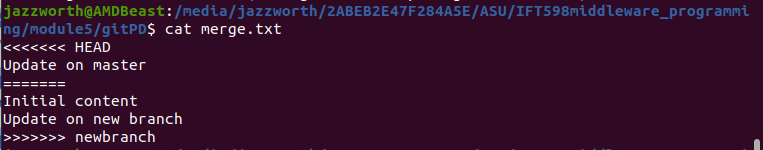 jazzworth@AMDBeast:/media/jazzworth/2ABEB2E47F284A5E/ASU/IFT598middleware_programmi
ng/module5/gitPD$ cat merge.txt
<<<<<<< HEAD
Update on master
=======
Initial content
Update on new branch
>>>>>>> newbranch